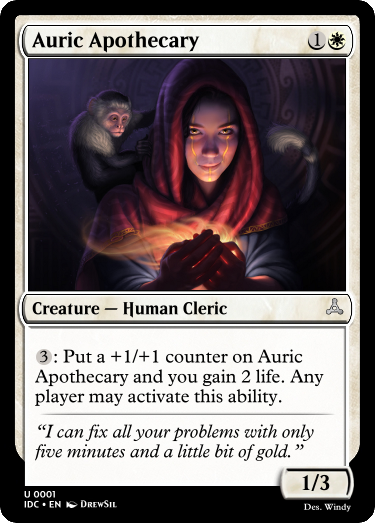 Auric Apothecary 1
Creature — Human Cleric
3: Put a +1/+1 counter on Auric
Apothecary and you gain 2 life. Any
player may activate this ability.
“I can fix all your problems with only
five minutes and a little bit of gold.”
1/3
U 0001
IDC • EN DrewSil
Des. Windy